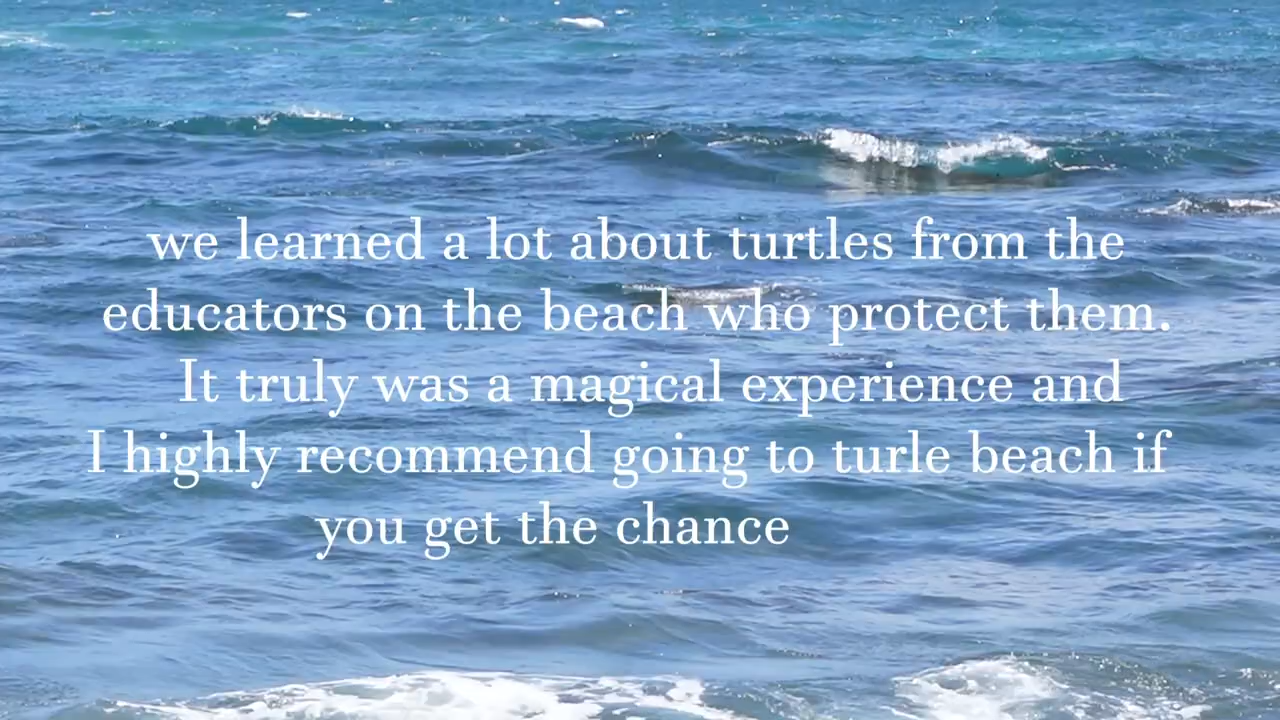 we learned a lot about turtles from the
educators on the beach who protect them.
It truly was a magical experience and
I highly recommend going to turle beach if
you get the chance